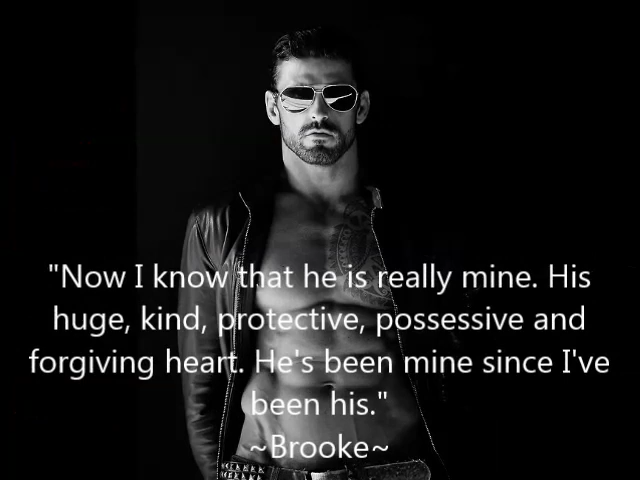 "Now I know that he is really mine. His
huge, kind, protective, possessive and
forgiving heart. He's been mine since I've
been his."
~Brooke~